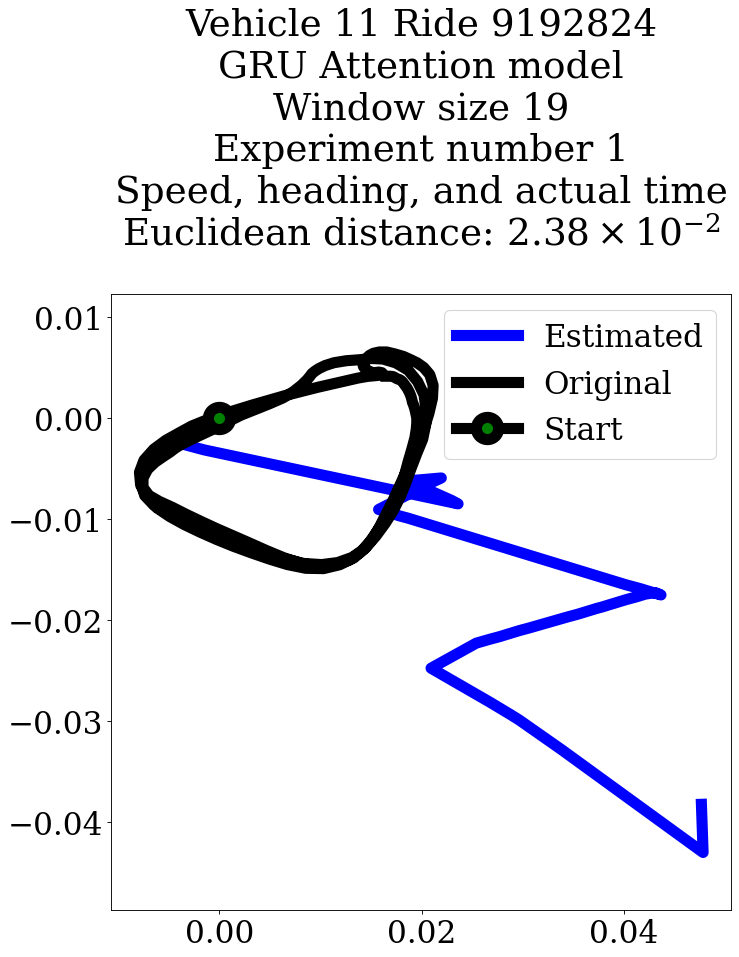 Vehicle 11 Ride 9192824
GRU Attention model
Window size 19
Experiment number 1
Speed, heading, and actual time
Euclidean distance: 2.38 × 10⁻²
Estimated
Original
Start
0.01
0.00
−0.01
−0.02
−0.03
−0.04
0.00 0.02 0.04